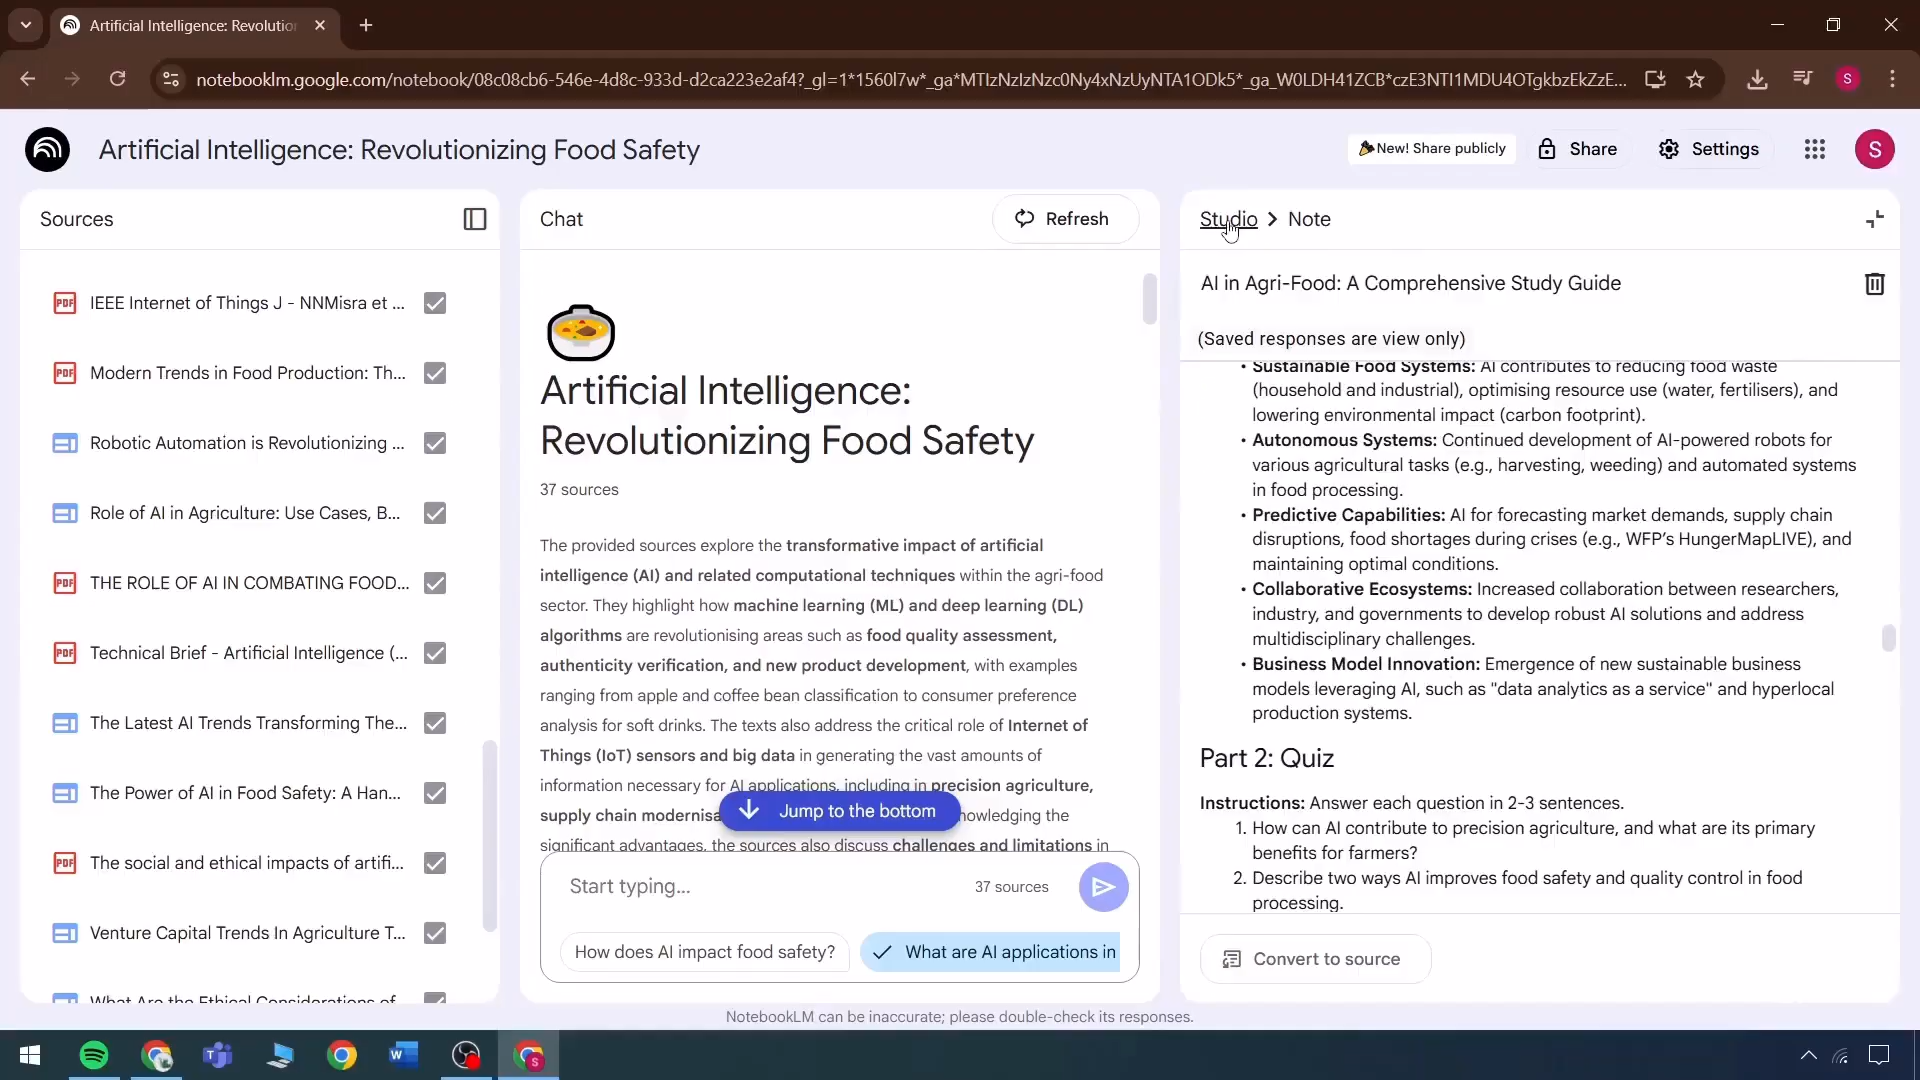 Artificial Intelligence: Revolutio
notebooklm.google.com/notebook/08c08cb6-546e-4d8c-933d-d2ca223e2af4?_gl=1*1560l7w*_ga*MTIzNzIzNzc0Ny4xNzUyNTA1ODk5*_ga_W0LDH41ZCB*czE3NTI1MDU4OTgkbzEkZzE...
S
Artificial Intelligence: Revolutionizing Food Safety
New! Share publicly
Share
Settings
S
Sources
PDF IEEE Internet of Things J - NNMisra et ...
PDF Modern Trends in Food Production: Th...
Robotic Automation is Revolutionizing ...
Role of AI in Agriculture: Use Cases, B...
PDF THE ROLE OF AI IN COMBATING FOOD...
PDF Technical Brief - Artificial Intelligence (...
The Latest AI Trends Transforming The...
The Power of AI in Food Safety: A Han...
PDF The social and ethical impacts of artifi...
Venture Capital Trends In Agriculture T...
What Are the Ethical Considerations of
Chat
Refresh
Artificial Intelligence:
Revolutionizing Food Safety
37 sources
The provided sources explore the transformative impact of artificial
intelligence (AI) and related computational techniques within the agri-food
sector. They highlight how machine learning (ML) and deep learning (DL)
algorithms are revolutionising areas such as food quality assessment,
authenticity verification, and new product development, with examples
ranging from apple and coffee bean classification to consumer preference
analysis for soft drinks. The texts also address the critical role of Internet of
Things (IoT) sensors and big data in generating the vast amounts of
information necessary for AI applications, including in precision agriculture,
supply chain modernisa
nowledging the
significant advantages, the sources also discuss challenges and limitations in
Jump to the bottom
Start typing...
37 sources
How does AI impact food safety?
What are AI applications in
NotebookLM can be inaccurate; please double-check its responses.
Studio > Note
AI in Agri-Food: A Comprehensive Study Guide
(Saved responses are view only)
• Sustainable Food Systems: AI contributes to reducing food waste
(household and industrial), optimising resource use (water, fertilisers), and
lowering environmental impact (carbon footprint).
• Autonomous Systems: Continued development of AI-powered robots for
various agricultural tasks (e.g., harvesting, weeding) and automated systems
in food processing.
• Predictive Capabilities: AI for forecasting market demands, supply chain
disruptions, food shortages during crises (e.g., WFP's HungerMapLIVE), and
maintaining optimal conditions.
• Collaborative Ecosystems: Increased collaboration between researchers,
industry, and governments to develop robust AI solutions and address
multidisciplinary challenges.
• Business Model Innovation: Emergence of new sustainable business
models leveraging AI, such as "data analytics as a service" and hyperlocal
production systems.
Part 2: Quiz
Instructions: Answer each question in 2-3 sentences.
1. How can AI contribute to precision agriculture, and what are its primary
benefits for farmers?
2. Describe two ways AI improves food safety and quality control in food
processing.
Convert to source